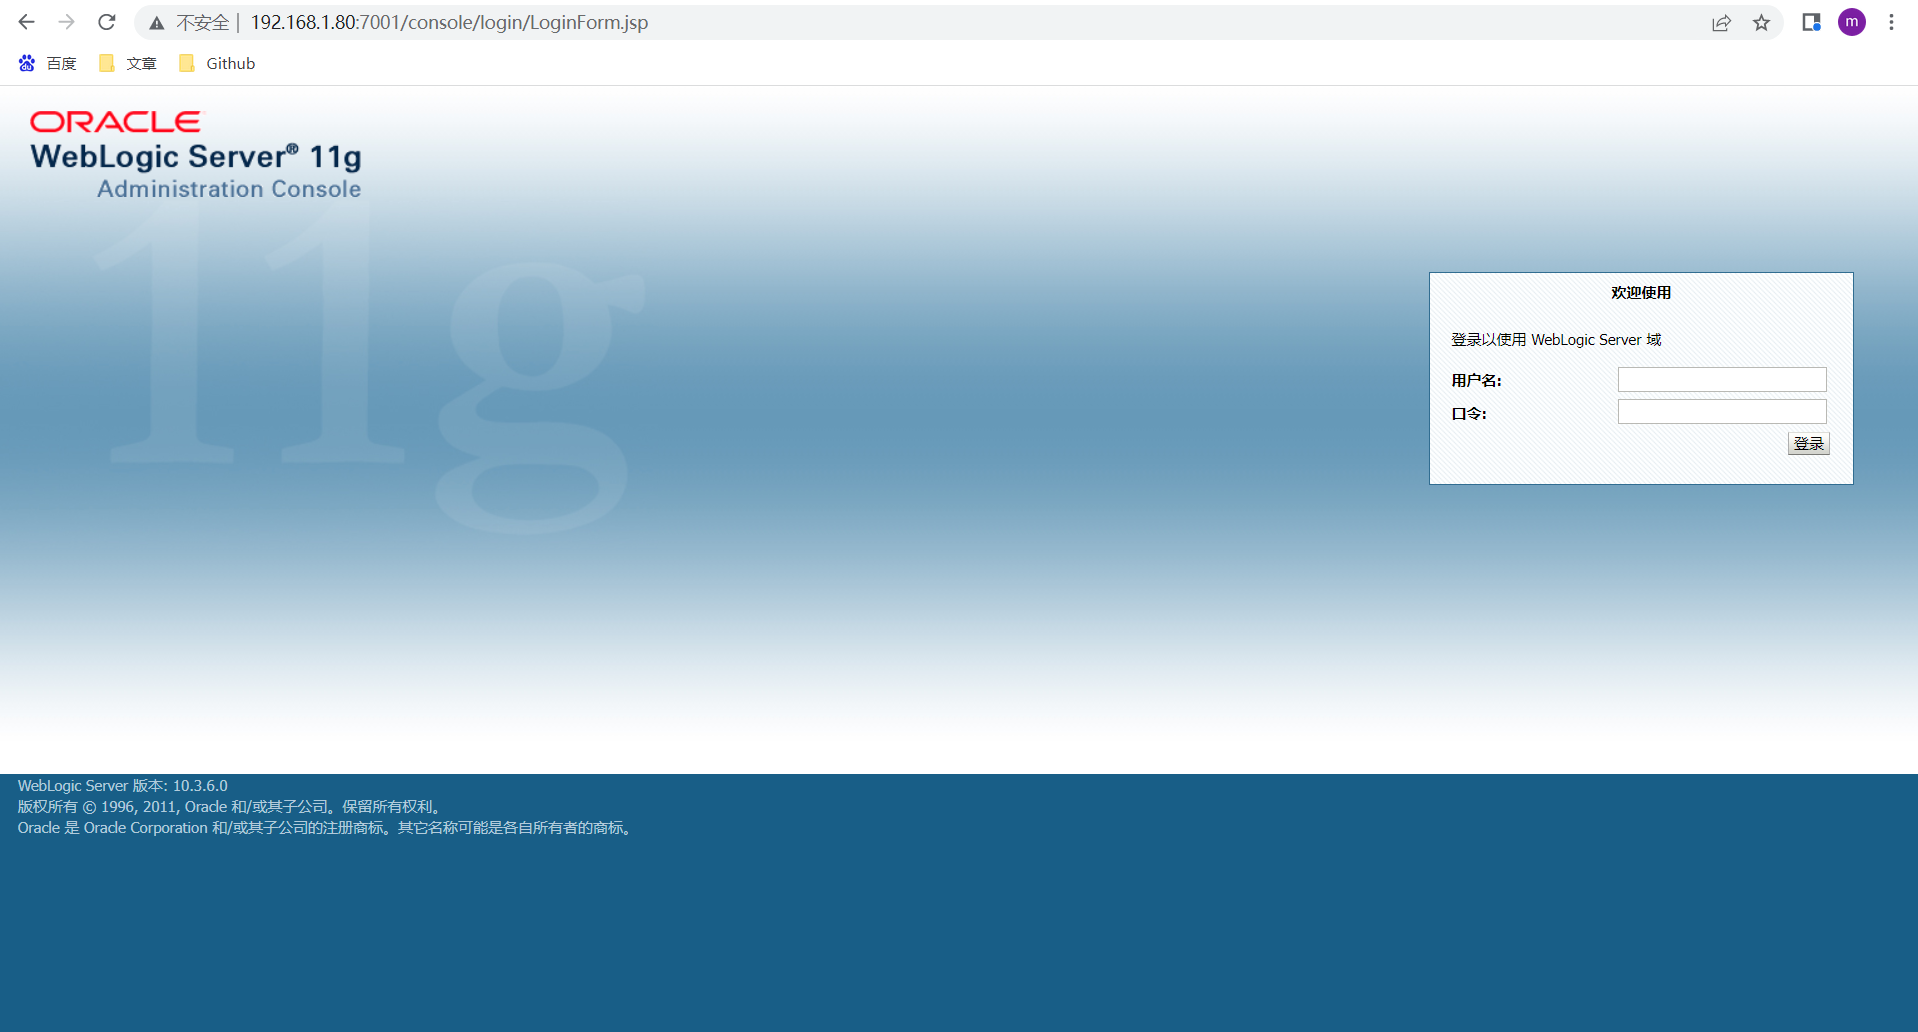 不安全 | 192.168.1.80:7001/console/login/LoginForm.jsp
m
百度 文章 Github
ORACLE
WebLogic Server® 11g
Administration Console
11g
欢迎使用
登录以使用 WebLogic Server 域
用户名:
口令:
登录
WebLogic Server 版本: 10.3.6.0
版权所有 © 1996, 2011, Oracle 和/或其子公司。保留所有权利。
Oracle 是 Oracle Corporation 和/或其子公司的注册商标。其它名称可能是各自所有者的商标。